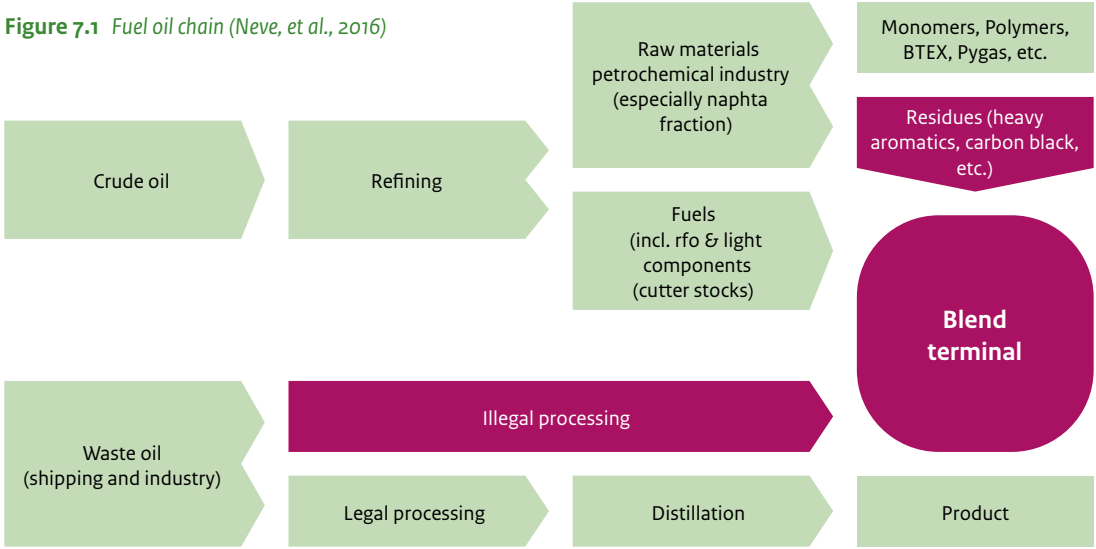 Figure 7.1 Fuel oil chain (Neve, et al., 2016)
Raw materials
petrochemical industry
(especially naphta
fraction)
Monomers, Polymers,
BTEX, Pygas, etc.
Residues (heavy
aromatics, carbon black,
etc.)
Crude oil
Refining
Fuels
(incl. rfo & light
components
(cutter stocks)
Blend
terminal
Waste oil
(shipping and industry)
Illegal processing
Legal processing
Distillation
Product